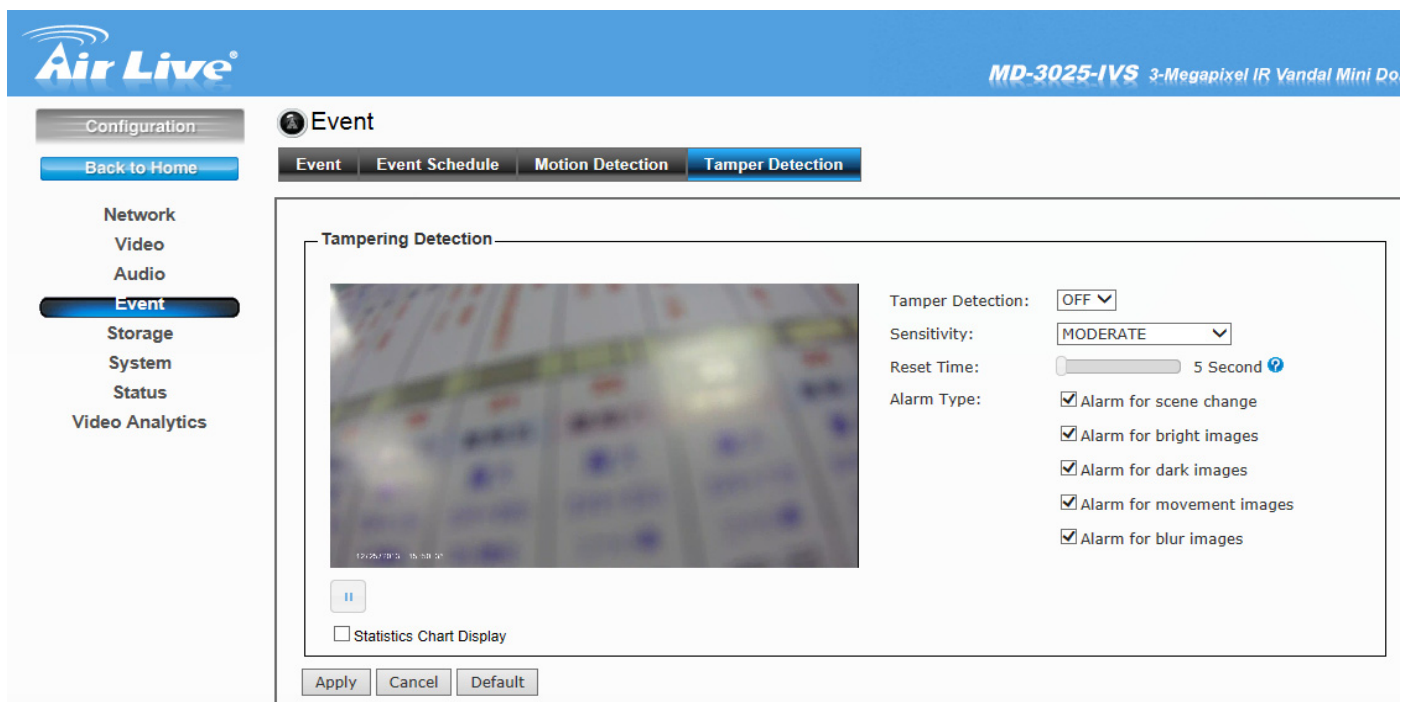 Air Live®
MD-3025-IVS 3-Megapixel IR Vandal Mini Do
Configuration
Back to Home
Network
Video
Audio
Event
Storage
System
Status
Video Analytics
Event
Event Event Schedule Motion Detection Tamper Detection
Tampering Detection
Tamper Detection: OFF
Sensitivity: MODERATE
Reset Time: 5 Second ?
Alarm Type: Alarm for scene change
Alarm for bright images
Alarm for dark images
Alarm for movement images
Alarm for blur images
Statistics Chart Display
Apply Cancel Default